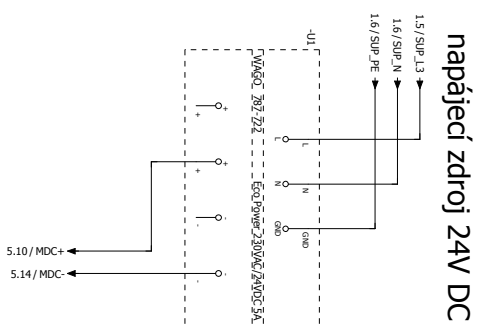 napájecí zdroj 24V DC
1.5 / SUP_L3
1.6 / SUP_N
1.6 / SUP_PE
-U1
L
L
N
N
GND
GND
WAGO 787-722
Eco Power 230VAC/24VDC 5A
+
+
+
+
-
-
-
-
5.10 / MDC+
5.14 / MDC-